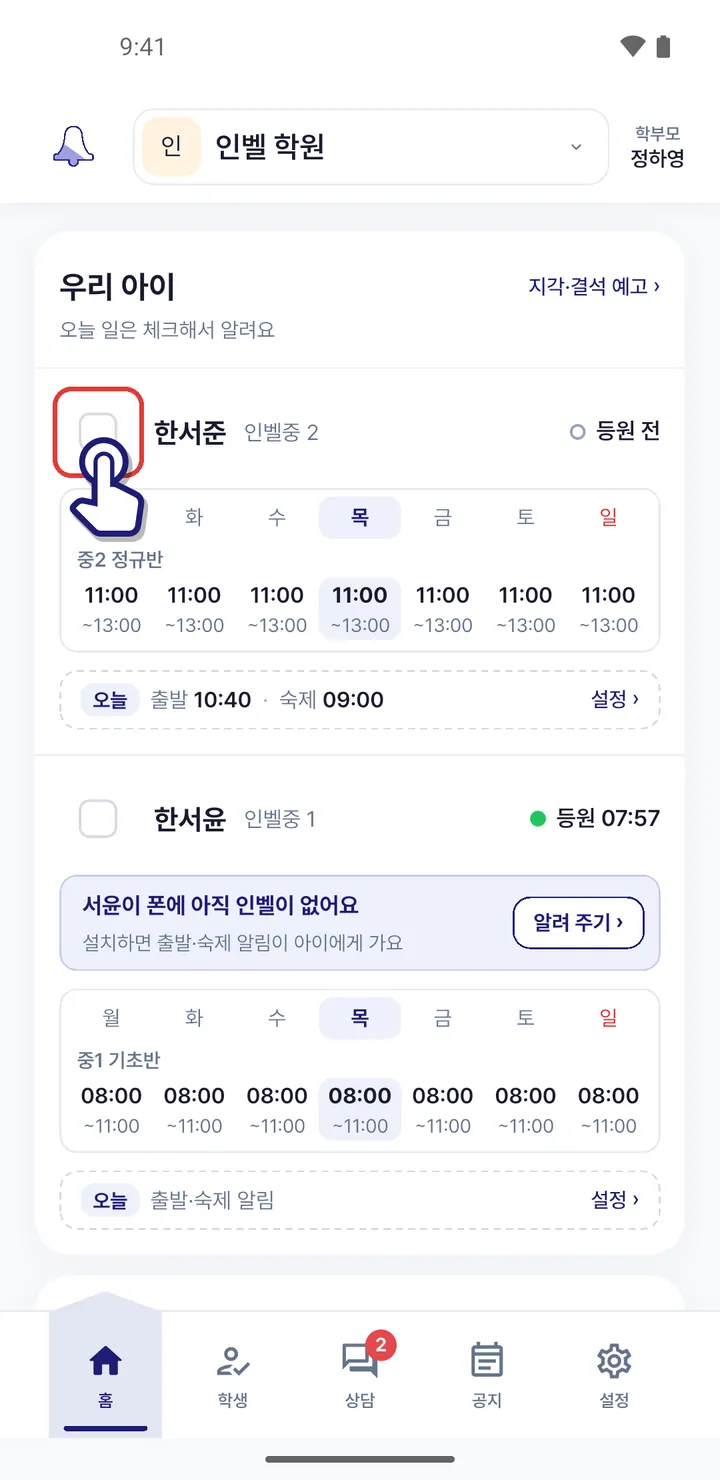 9:41
인 인벨 학원
학부모
정하영
우리 아이
지각·결석 예고 ›
오늘 일은 체크해서 알려요
한서준 인벨중 2 등원 전
화 수 목 금 토 일
중2 정규반
11:00 11:00 11:00 11:00 11:00 11:00 11:00
~13:00 ~13:00 ~13:00 ~13:00 ~13:00 ~13:00 ~13:00
오늘 출발 10:40 · 숙제 09:00 설정 ›
한서윤 인벨중 1 등원 07:57
서윤이 폰에 아직 인벨이 없어요
설치하면 출발·숙제 알림이 아이에게 가요
알려 주기 ›
월 화 수 목 금 토 일
중1 기초반
08:00 08:00 08:00 08:00 08:00 08:00 08:00
~11:00 ~11:00 ~11:00 ~11:00 ~11:00 ~11:00 ~11:00
오늘 출발·숙제 알림 설정 ›
2
홈 학생 상담 공지 설정